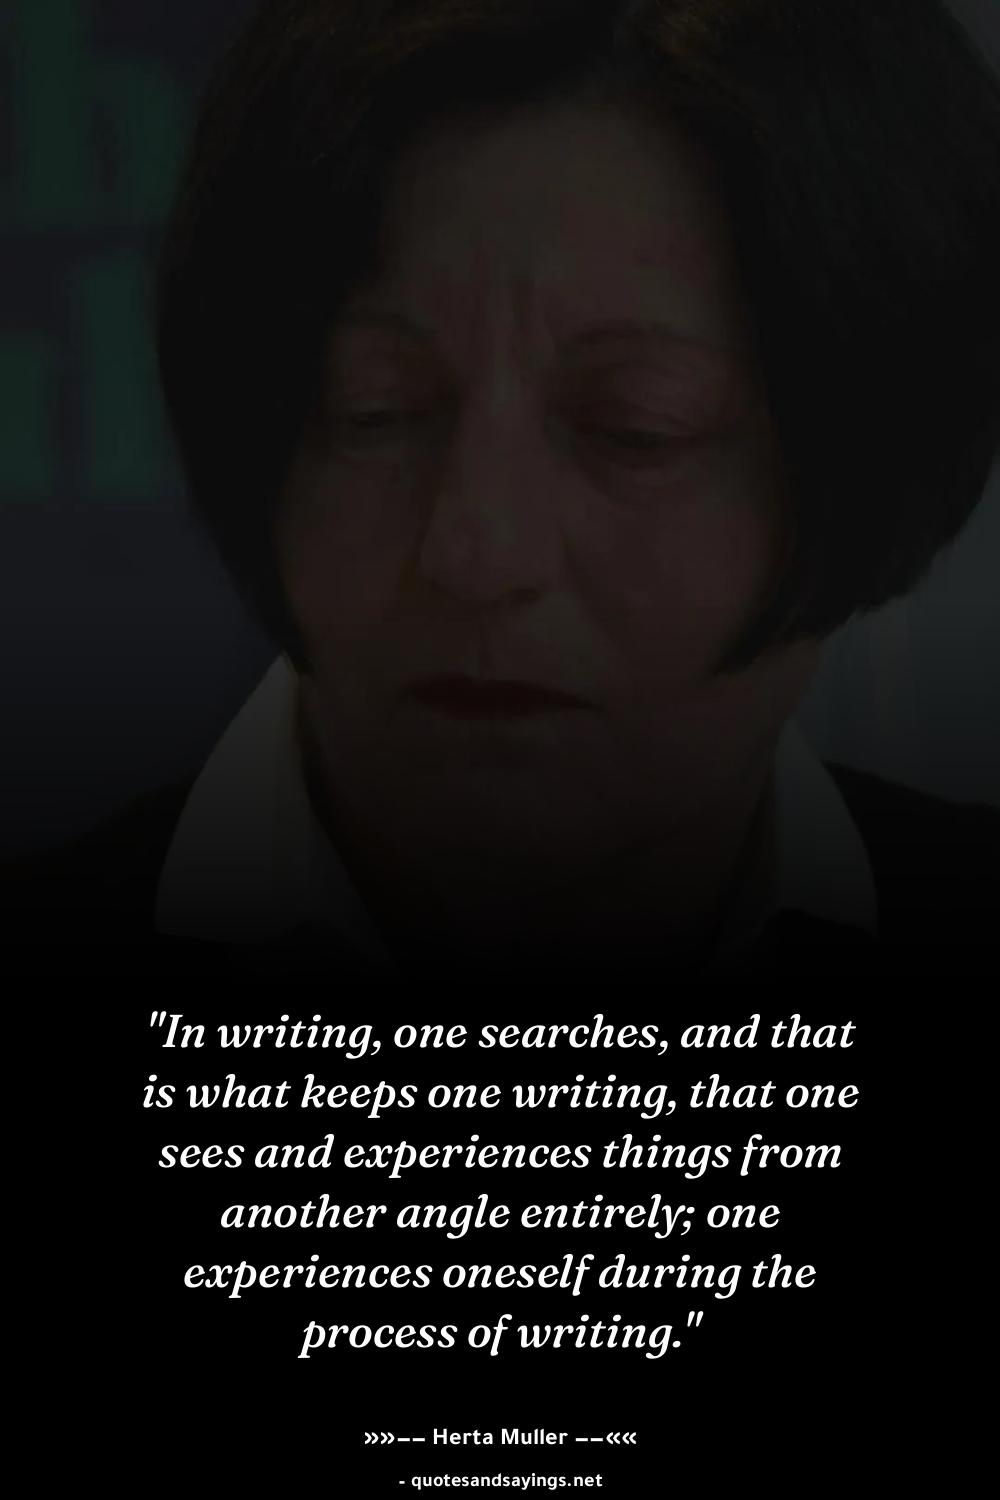 "In writing, one searches, and that
is what keeps one writing, that one
sees and experiences things from
another angle entirely; one
experiences oneself during the
process of writing."
»»–– Herta Muller ––««
- quotesandsayings.net